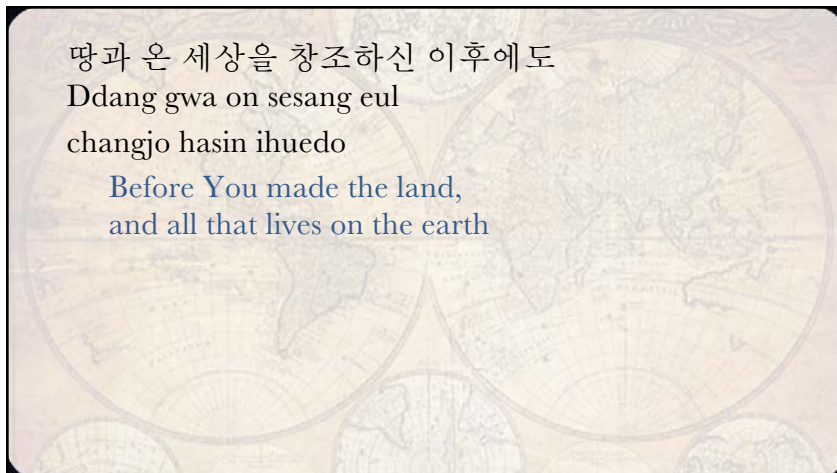 땅과 온 세상을 창조하신 이후에도
Ddang gwa on sesang eul
changjo hasin ihuedo
Before You made the land,
and all that lives on the earth